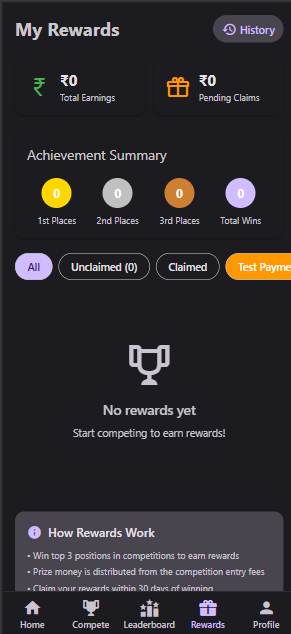 My Rewards
History
₹0
Total Earnings
₹0
Pending Claims
Achievement Summary
0
0
0
0
1st Places
2nd Places
3rd Places
Total Wins
All
Unclaimed (0)
Claimed
Test Payme
No rewards yet
Start competing to earn rewards!
How Rewards Work
• Win top 3 positions in competitions to earn rewards
• Prize money is distributed from the competition entry fees
• Claim your rewards within 30 days of winning
Home
Compete
Leaderboard
Rewards
Profile